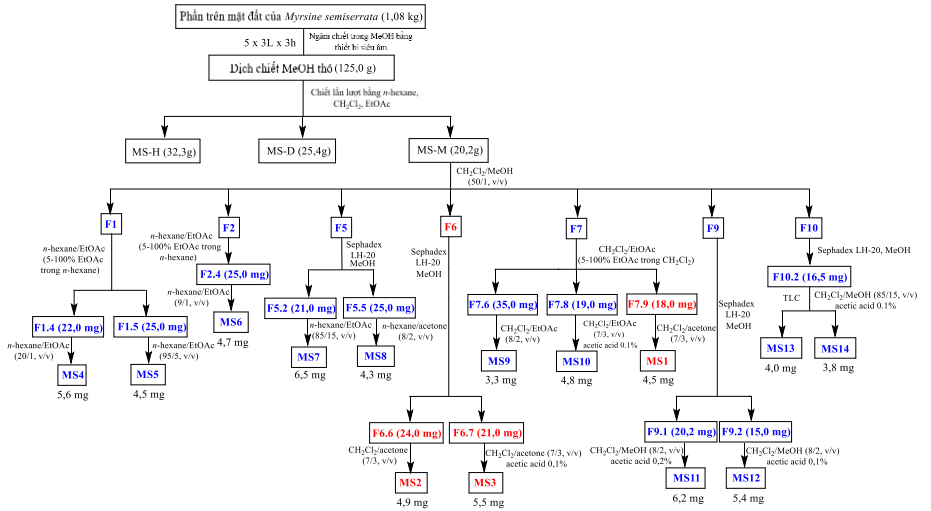 Phần trên mặt đất của Myrsine semiserrata (1,08 kg)
5 x 3L x 3h
Ngâm chiết trong MeOH bằng
thiết bị siêu âm
Dịch chiết MeOH thô (125,0 g)
Chiết lần lượt bằng n-hexane,
CH2Cl2, EtOAc
MS-H (32,3g)
MS-D (25,4g)
MS-M (20,2g)
CH2Cl2/MeOH
(50/1, v/v)
F1
F2
F5
F6
F7
F9
F10
n-hexane/EtOAc
(5-100% EtOAc
trong n-hexane)
F1.4 (22,0 mg)
F1.5 (25,0 mg)
n-hexane/EtOAc
(20/1, v/v)
n-hexane/EtOAc
(95/5, v/v)
MS4
5,6 mg
MS5
4,5 mg
n-hexane/EtOAc
(5-100% EtOAc trong
n-hexane)
F2.4 (25,0 mg)
n-hexane/EtOAc
(9/1, v/v)
MS6
4,7 mg
Sephadex
LH-20
MeOH
F5.2 (21,0 mg)
F5.5 (25,0 mg)
n-hexane/EtOAc
(85/15, v/v)
n-hexane/acetone
(8/2, v/v)
MS7
6,5 mg
MS8
4,3 mg
Sephadex
LH-20
MeOH
F6.6 (24,0 mg)
F6.7 (21,0 mg)
CH2Cl2/acetone
(7/3, v/v)
CH2Cl2/acetone (7/3, v/v)
acetic acid 0,1%
MS2
4,9 mg
MS3
5,5 mg
CH2Cl2/EtOAc
(5-100% EtOAc trong CH2Cl2)
F7.6 (35,0 mg)
F7.8 (19,0 mg)
F7.9 (18,0 mg)
CH2Cl2/EtOAc
(8/2, v/v)
CH2Cl2/EtOAc
(7/3, v/v)
acetic acid 0.1%
CH2Cl2/acetone
(7/3, v/v)
MS9
3,3 mg
MS10
4,8 mg
MS1
4,5 mg
Sephadex
LH-20
MeOH
F9.1 (20,2 mg)
F9.2 (15,0 mg)
CH2Cl2/MeOH (8/2, v/v)
acetic acid 0,2%
CH2Cl2/MeOH (8/2, v/v)
acetic acid 0,1%
MS11
6,2 mg
MS12
5,4 mg
Sephadex LH-20, MeOH
F10.2 (16,5 mg)
TLC
CH2Cl2/MeOH (85/15, v/v)
acetic acid 0.1%
MS13
4,0 mg
MS14
3,8 mg